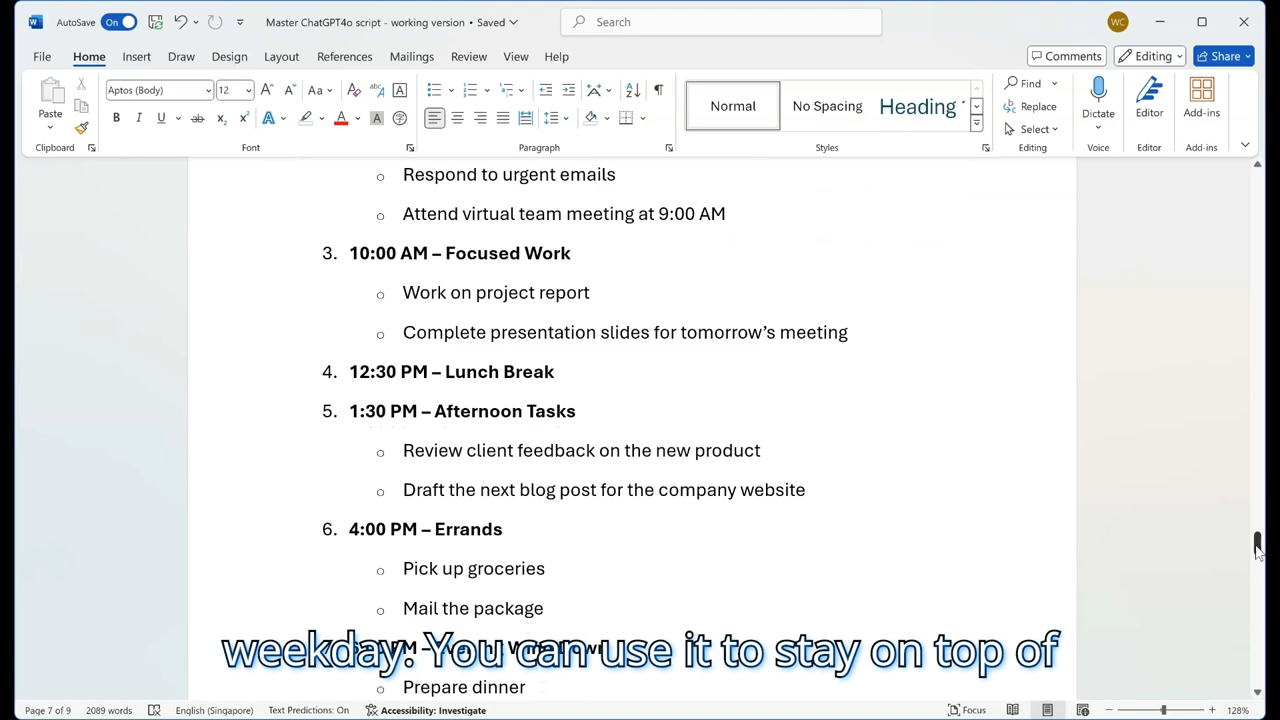 AutoSave On Master ChatGPT4o script - working version • Saved Search WC
File Home Insert Draw Design Layout References Mailings Review View Help Comments Editing Share
Paste Aptos (Body) 12 Aa Normal No Spacing Heading Find Replace Select Dictate Editor Add-ins
B I U ab x₂ x² A A A
Clipboard Font Paragraph Styles Editing Voice Editor Add-ins
○ Respond to urgent emails
○ Attend virtual team meeting at 9:00 AM
3. 10:00 AM – Focused Work
○ Work on project report
○ Complete presentation slides for tomorrow’s meeting
4. 12:30 PM – Lunch Break
5. 1:30 PM – Afternoon Tasks
○ Review client feedback on the new product
○ Draft the next blog post for the company website
6. 4:00 PM – Errands
○ Pick up groceries
○ Mail the package
weekday. You can use it to stay on top of
○ Prepare dinner
Page 7 of 9 2089 words English (Singapore) Text Predictions: On Accessibility: Investigate Focus 128%